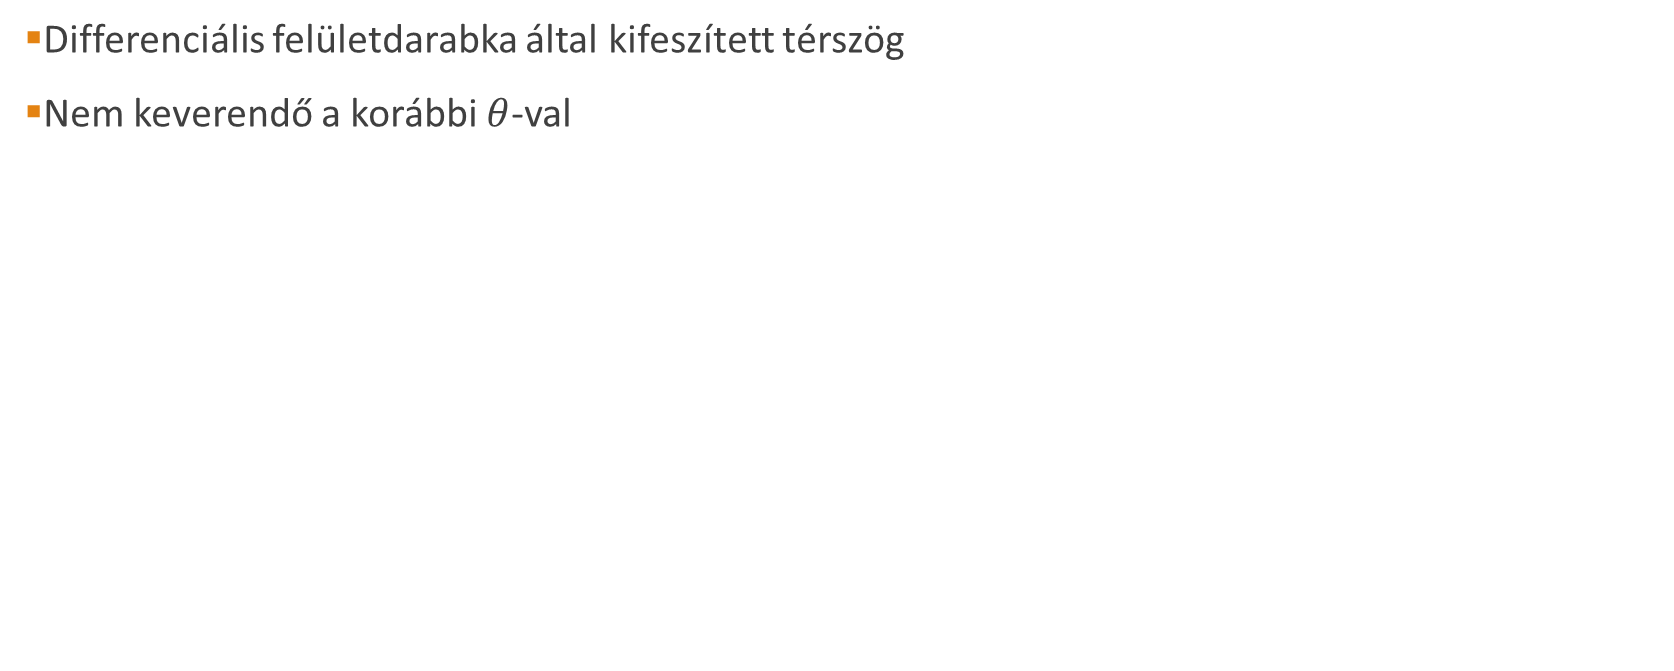 ▪Differenciális felületdarabka által kifeszített térszög
▪Nem keverendő a korábbi θ-val